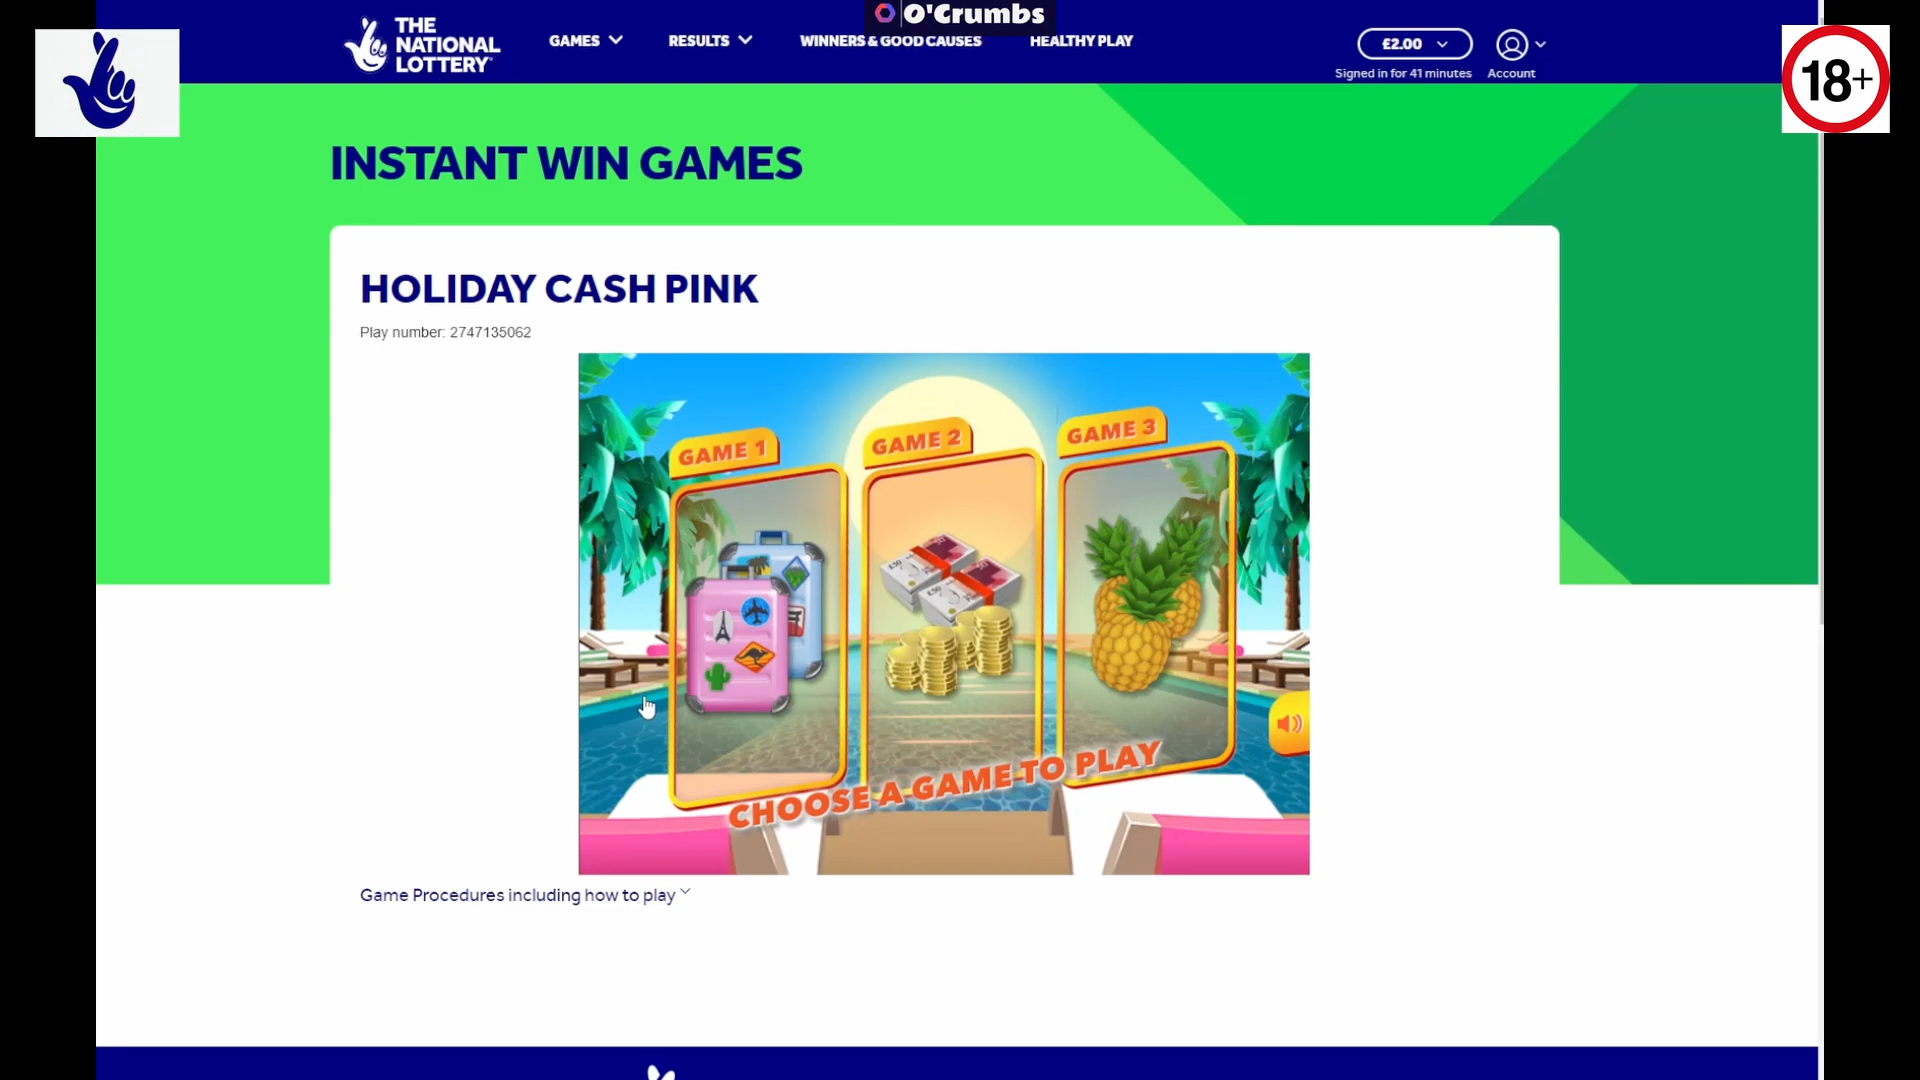 O'Crumbs
THE
NATIONAL
LOTTERY
GAMES
RESULTS
WINNERS & GOOD CAUSES
HEALTHY PLAY
£2.00
Signed in for 41 minutes
Account
18+
INSTANT WIN GAMES
HOLIDAY CASH PINK
Play number: 2747135062
GAME 1
GAME 2
GAME 3
£50
£50
CHOOSE A GAME TO PLAY
Game Procedures including how to play